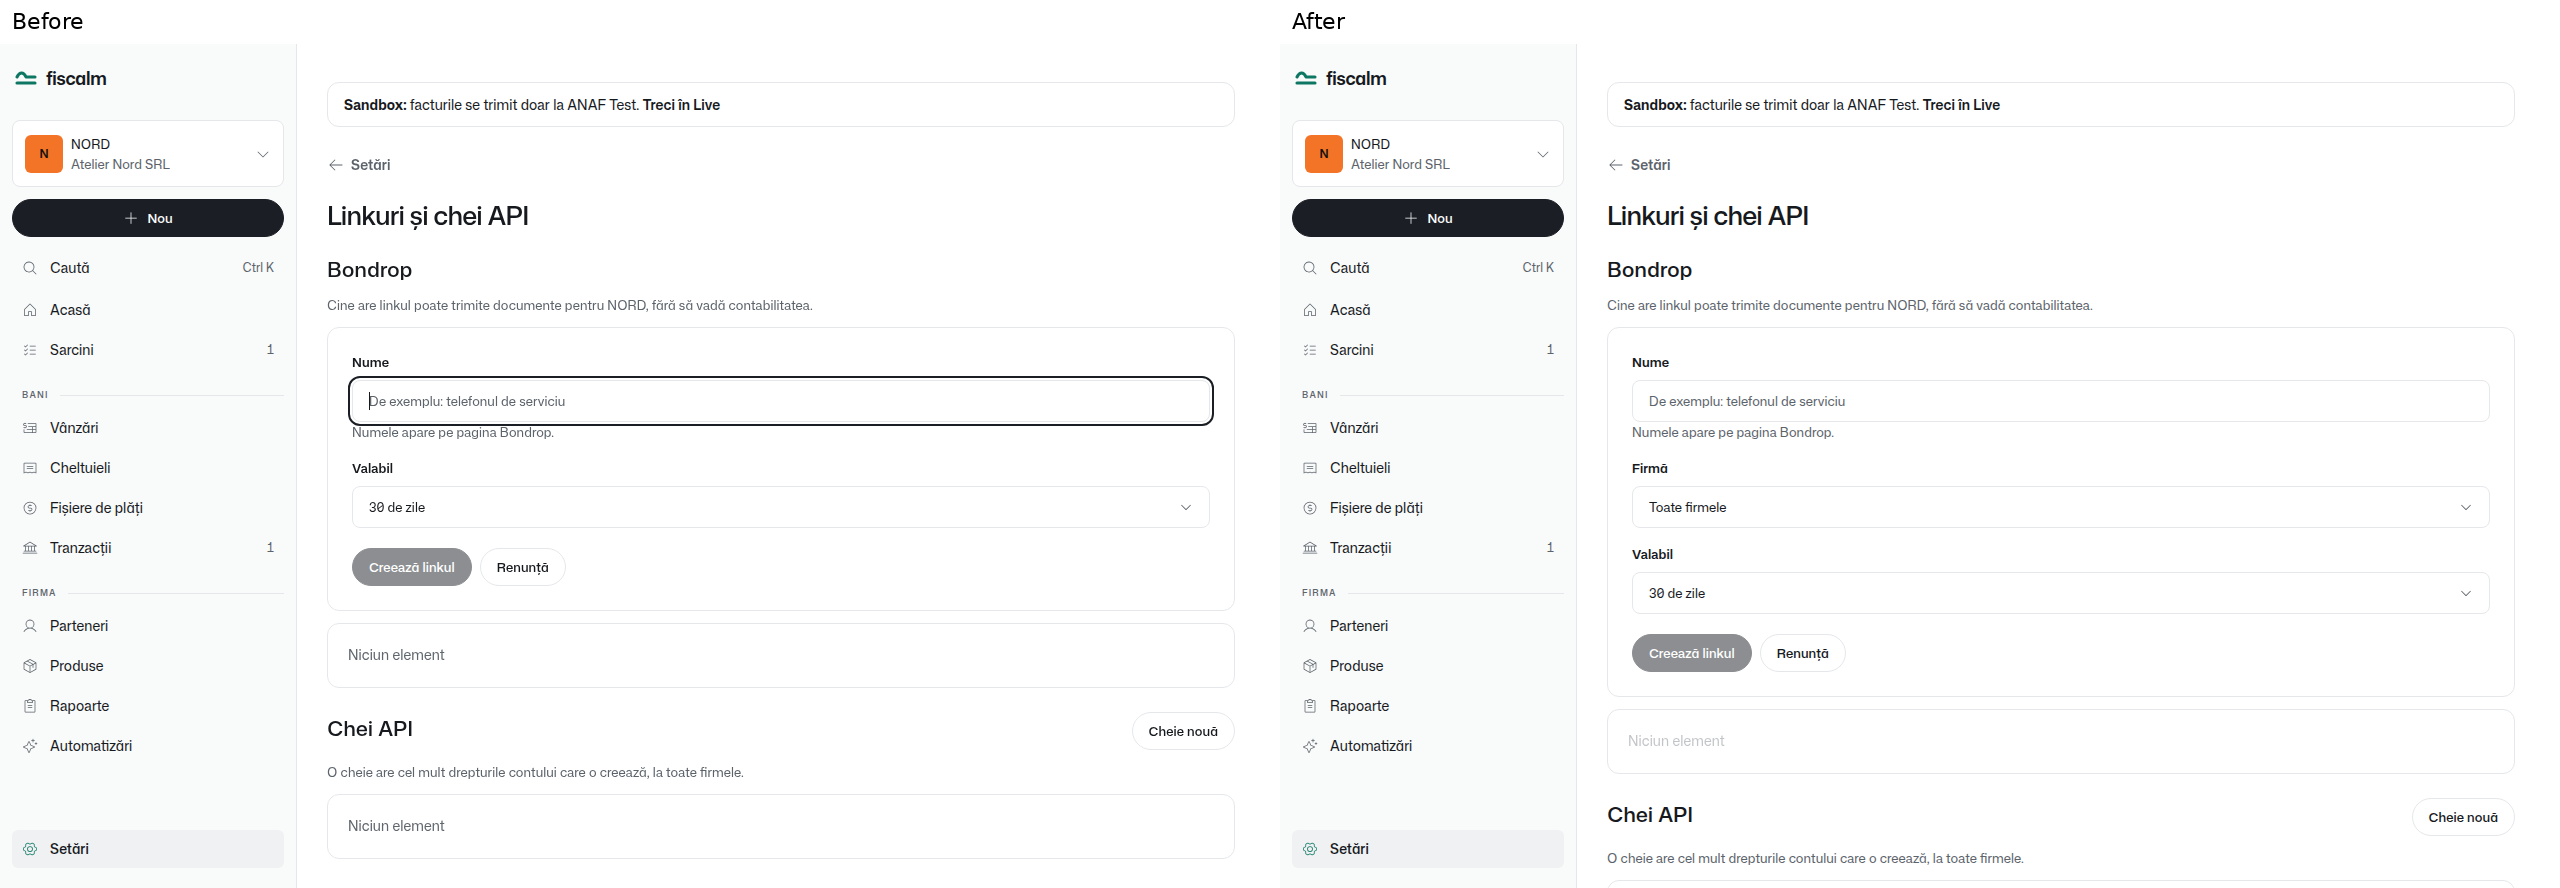 Before
fiscalm
N
NORD
Atelier Nord SRL
Nou
Caută
Ctrl K
Acasă
Sarcini
1
BANI
Vânzări
Cheltuieli
Fișiere de plăți
Tranzacții
1
FIRMA
Parteneri
Produse
Rapoarte
Automatizări
Setări
Sandbox: facturile se trimit doar la ANAF Test. Treci în Live
Setări
Linkuri și chei API
Bondrop
Cine are linkul poate trimite documente pentru NORD, fără să vadă contabilitatea.
Nume
De exemplu: telefonul de serviciu
Numele apare pe pagina Bondrop.
Valabil
30 de zile
Creează linkul
Renunță
Niciun element
Chei API
Cheie nouă
O cheie are cel mult drepturile contului care o creează, la toate firmele.
Niciun element
After
fiscalm
N
NORD
Atelier Nord SRL
Nou
Caută
Ctrl K
Acasă
Sarcini
1
BANI
Vânzări
Cheltuieli
Fișiere de plăți
Tranzacții
1
FIRMA
Parteneri
Produse
Rapoarte
Automatizări
Setări
Sandbox: facturile se trimit doar la ANAF Test. Treci în Live
Setări
Linkuri și chei API
Bondrop
Cine are linkul poate trimite documente pentru NORD, fără să vadă contabilitatea.
Nume
De exemplu: telefonul de serviciu
Numele apare pe pagina Bondrop.
Firmă
Toate firmele
Valabil
30 de zile
Creează linkul
Renunță
Niciun element
Chei API
Cheie nouă
O cheie are cel mult drepturile contului care o creează, la toate firmele.